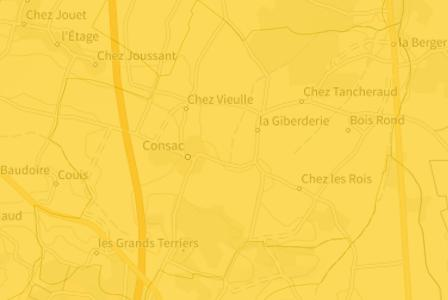 Chez Jouet
l'Étage
la Berger
Chez Joussant
Chez Tancheraud
Chez Vieulle
la Giberderie
Bois Rond
Consac
Baudoire
Couis
Chez les Rois
aud
les Grands Terriers